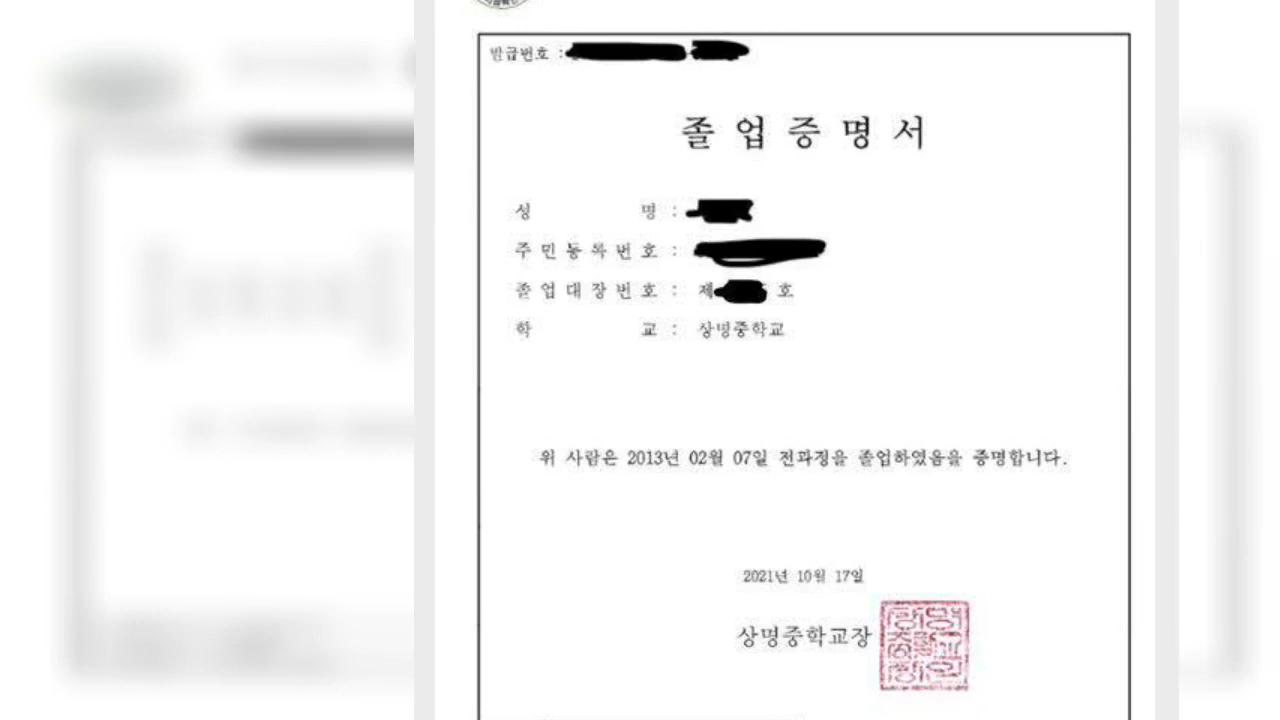 발급번호 :
졸업증명서
성 명 :
주민등록번호 :
졸업대장번호 : 제 호
학 교 : 상명중학교
위 사람은 2013년 02월 07일 전과정을 졸업하였음을 증명합니다.
2021년 10월 17일
상명중학교장